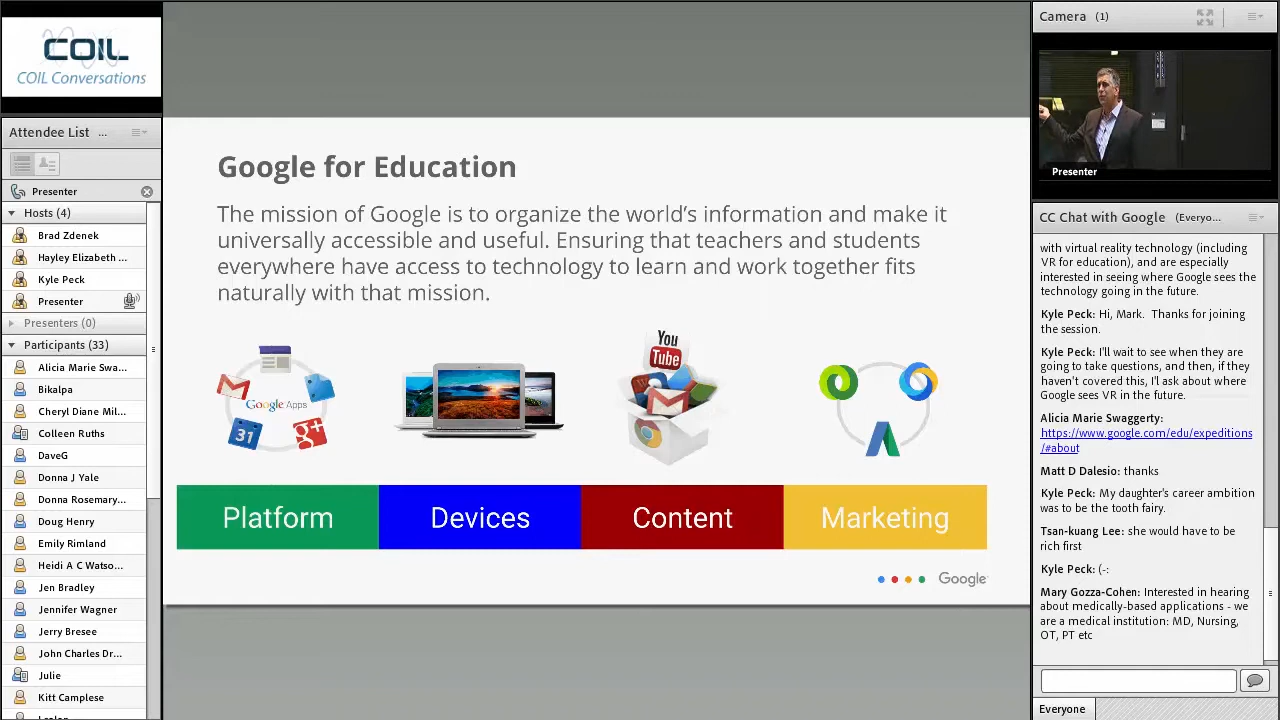 COIL
COIL Conversations
Attendee List ...
Presenter
Hosts (4)
Brad Zdenek
Hayley Elizabeth ...
Kyle Peck
Presenter
Presenters (0)
Participants (33)
Alicia Marie Swa...
Bikalpa
Cheryl Diane Mil...
Colleen Ruths
DaveG
Donna J Yale
Donna Rosemary...
Doug Henry
Emily Rimland
Heidi A C Watso...
Jen Bradley
Jennifer Wagner
Jerry Bresee
John Charles Dr...
Julie
Kitt Camplese
Google for Education
The mission of Google is to organize the world's information and make it
universally accessible and useful. Ensuring that teachers and students
everywhere have access to technology to learn and work together fits
naturally with that mission.
Google Apps
31
g+
You
Tube
Platform
Devices
Content
Marketing
Google
Camera (1)
Presenter
CC Chat with Google (Everyo...
with virtual reality technology (including
VR for education), and are especially
interested in seeing where Google sees the
technology going in the future.
Kyle Peck: Hi, Mark. Thanks for joining
the session.
Kyle Peck: I'll wait to see when they are
going to take questions, and then, if they
haven't covered this, I'll ask about where
Google sees VR in the future.
Alicia Marie Swaggerty:
https://www.google.com/edu/expeditions
/#about
Matt D Dalesio: thanks
Kyle Peck: My daughter's career ambition
was to be the tooth fairy.
Tsan-kuang Lee: she would have to be
rich first
Kyle Peck: (-:
Mary Gozza-Cohen: Interested in hearing
about medically-based applications - we
are a medical institution: MD, Nursing,
OT, PT etc
Everyone